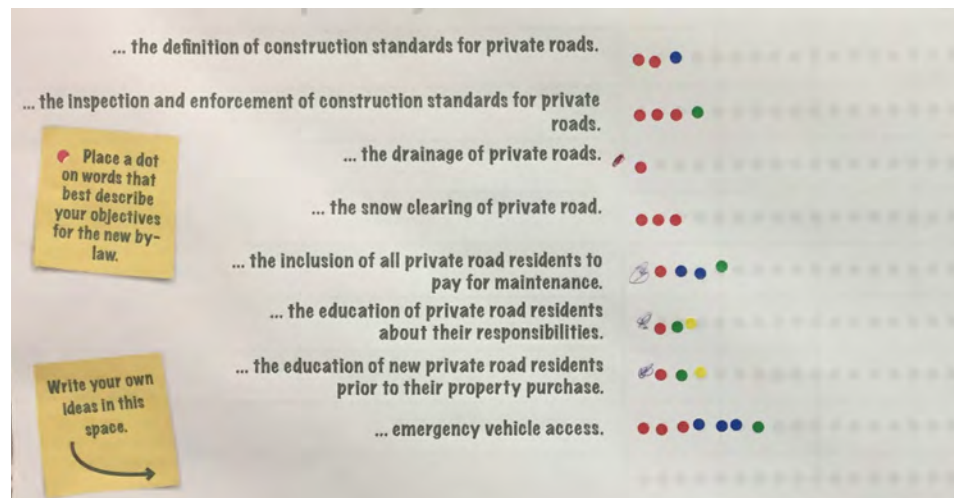 ... the definition of construction standards for private roads.
... the inspection and enforcement of construction standards for private
roads.
Place a dot
on words that
best describe
your objectives
for the new by-
law.
... the drainage of private roads.
... the snow clearing of private road.
... the inclusion of all private road residents to
pay for maintenance.
... the education of private road residents
about their responsibilities.
... the education of new private road residents
prior to their property purchase.
Write your own
ideas in this
space.
... emergency vehicle access.